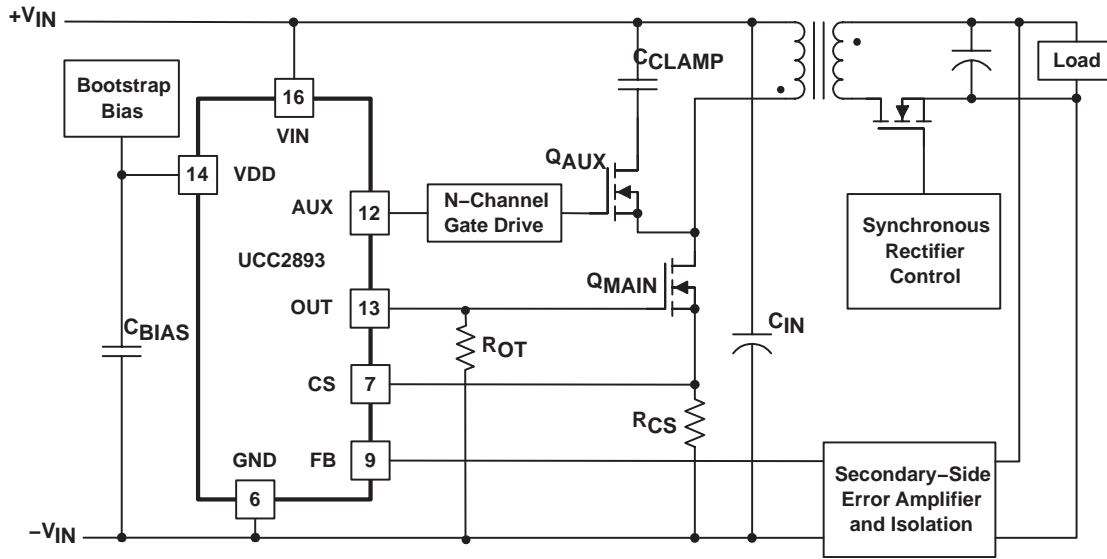 +VIN
CCLAMP
Load
Bootstrap
Bias
16
VIN
QAUX
14
VDD
AUX
12
N−Channel
Gate Drive
Synchronous
Rectifier
Control
UCC2893
QMAIN
OUT
13
CIN
CBIAS
ROT
CS
7
RCS
GND
FB
9
Secondary−Side
Error Amplifier
and Isolation
6
−VIN